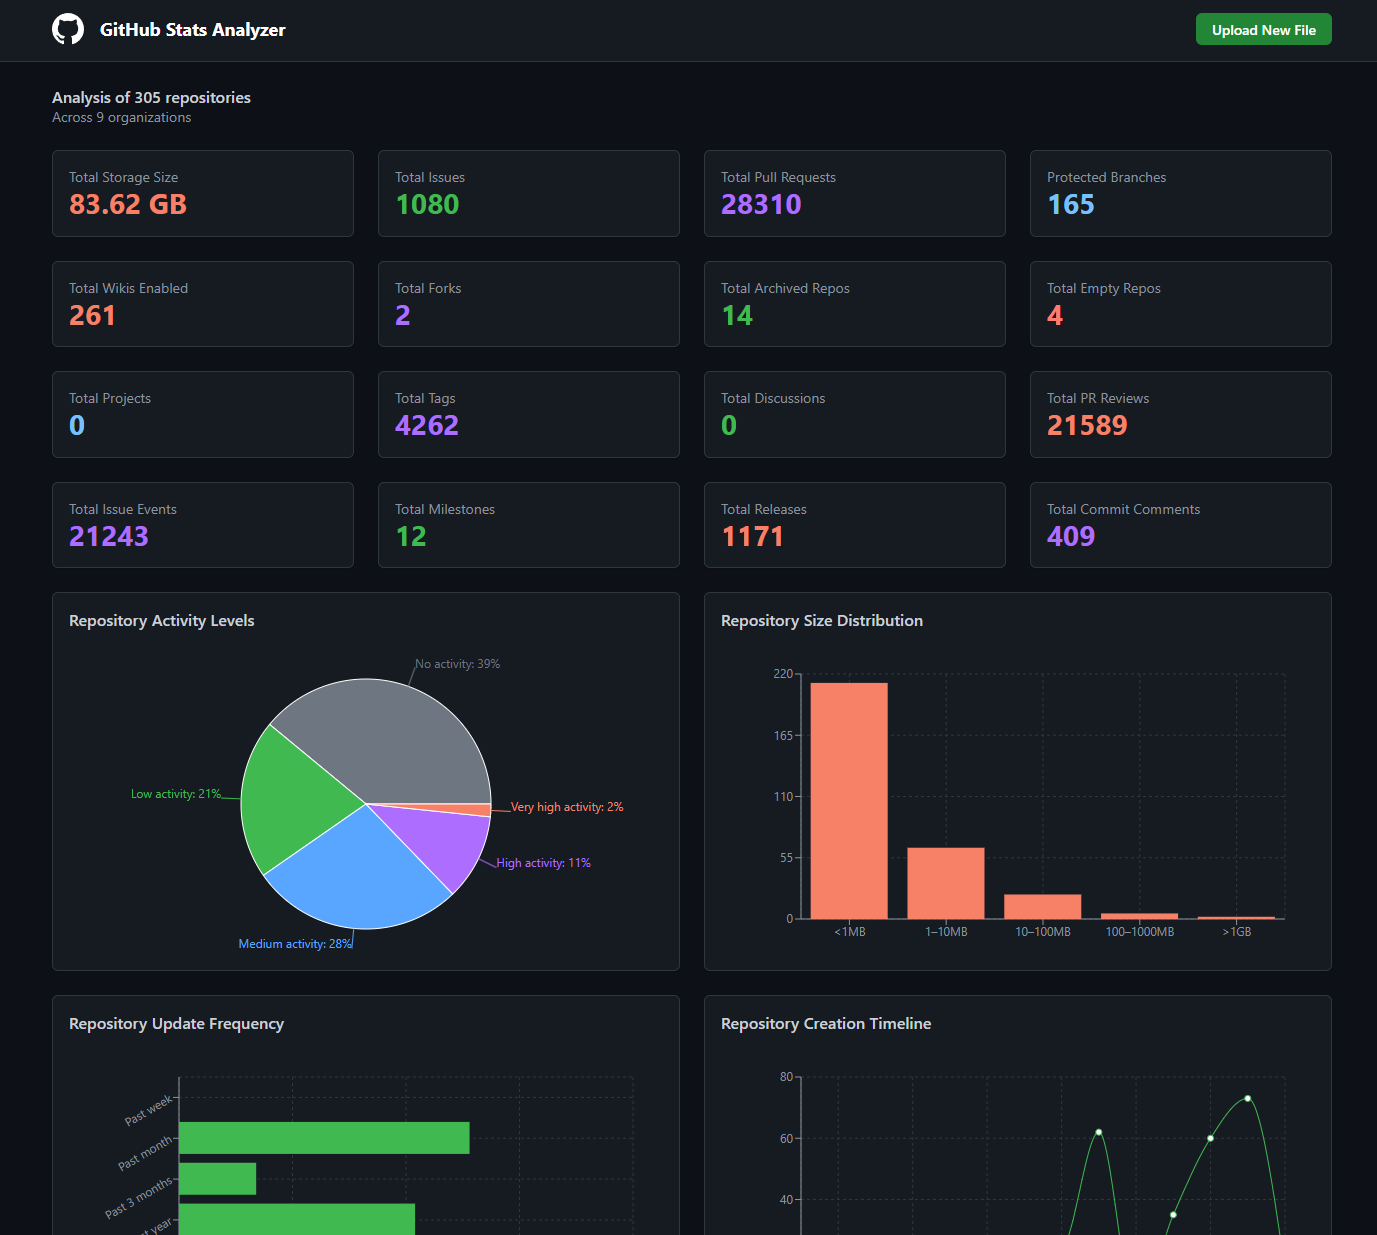 GitHub Stats Analyzer
Upload New File
Analysis of 305 repositories
Across 9 organizations
Total Storage Size
83.62 GB
Total Issues
1080
Total Pull Requests
28310
Protected Branches
165
Total Wikis Enabled
261
Total Forks
2
Total Archived Repos
14
Total Empty Repos
4
Total Projects
0
Total Tags
4262
Total Discussions
0
Total PR Reviews
21589
Total Issue Events
21243
Total Milestones
12
Total Releases
1171
Total Commit Comments
409
Repository Activity Levels
No activity: 39%
Low activity: 21%
Very high activity: 2%
High activity: 11%
Medium activity: 28%
Repository Size Distribution
220
165
110
55
0
<1MB
1–10MB
10–100MB
100–1000MB
>1GB
Repository Update Frequency
Past week
Past month
Past 3 months
year
Repository Creation Timeline
80
60
40